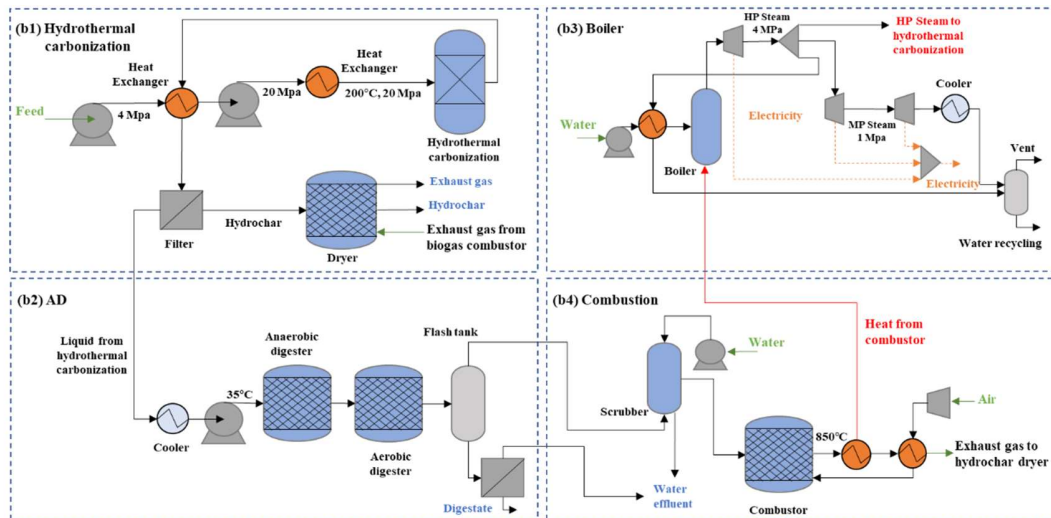 (b1) Hydrothermal
carbonization
Heat
Exchanger
Feed
4 Mpa
20 Mpa
Heat
Exchanger
200°C, 20 Mpa
Hydrothermal
carbonization
Filter
Hydrochar
Dryer
Exhaust gas
Hydrochar
Exhaust gas from
biogas combustor
(b3) Boiler
HP Steam
4 MPa
HP Steam to
hydrothermal
carbonization
Water
Boiler
Electricity
MP Steam
1 Mpa
Cooler
Electricity
Vent
Water recycling
(b2) AD
Liquid from
hydrothermal
carbonization
Cooler
35°C
Anaerobic
digester
Aerobic
digester
Flash tank
Digestate
(b4) Combustion
Scrubber
Water
Water
effluent
Combustor
850°C
Heat from
combustor
Air
Exhaust gas to
hydrochar dryer